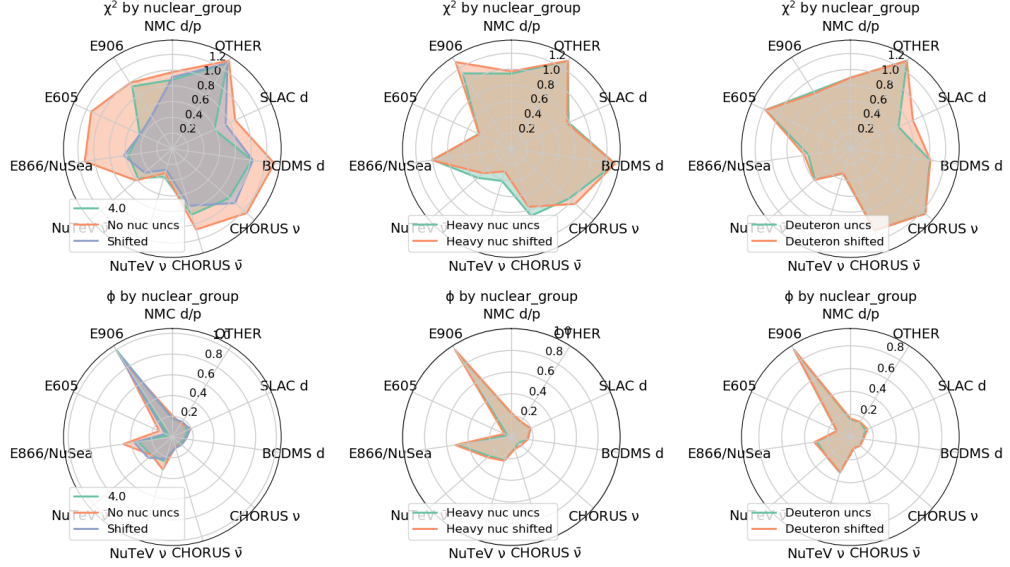 χ² by nuclear_group
NMC d/p
OTHER
SLAC d
BCDMS d
CHORUS ν
CHORUS ν̄
NuTeV ν
E866/NuSea
E605
E906
0.2
0.4
0.6
0.8
1.0
1.2
4.0
No nuc uncs
Shifted
χ² by nuclear_group
NMC d/p
OTHER
SLAC d
BCDMS d
CHORUS ν
CHORUS ν̄
NuTeV ν
E866/NuSea
E605
E906
0.2
0.4
0.6
0.8
1.0
1.2
Heavy nuc uncs
Heavy nuc shifted
χ² by nuclear_group
NMC d/p
OTHER
SLAC d
BCDMS d
CHORUS ν
CHORUS ν̄
NuTeV ν
E866/NuSea
E605
E906
0.2
0.4
0.6
0.8
1.0
1.2
Deuteron uncs
Deuteron shifted
ϕ by nuclear_group
NMC d/p
OTHER
SLAC d
BCDMS d
CHORUS ν
CHORUS ν̄
NuTeV ν
E866/NuSea
E605
E906
0.2
0.4
0.6
0.8
1.0
4.0
No nuc uncs
Shifted
ϕ by nuclear_group
NMC d/p
OTHER
SLAC d
BCDMS d
CHORUS ν
CHORUS ν̄
NuTeV ν
E866/NuSea
E605
E906
0.2
0.4
0.6
0.8
1.0
Heavy nuc uncs
Heavy nuc shifted
ϕ by nuclear_group
NMC d/p
OTHER
SLAC d
BCDMS d
CHORUS ν
CHORUS ν̄
NuTeV ν
E866/NuSea
E605
E906
0.2
0.4
0.6
0.8
Deuteron uncs
Deuteron shifted